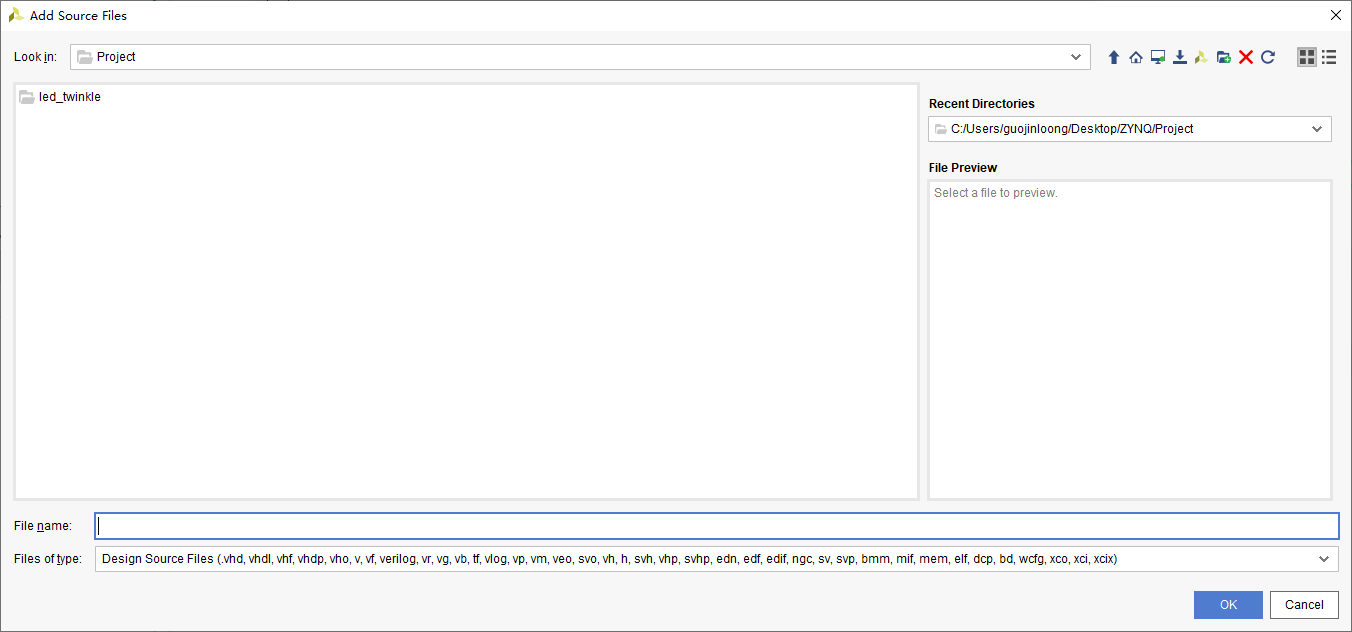 Add Source Files
Look in: Project
led_twinkle
Recent Directories
C:/Users/guojinloong/Desktop/ZYNQ/Project
File Preview
Select a file to preview.
File name:
Files of type: Design Source Files (.vhd, vhdl, vhf, vhdp, vho, v, vf, verilog, vr, vg, vb, tf, vlog, vp, vm, veo, svo, vh, h, svh, vhp, svhp, edn, edf, edif, ngc, sv, svp, bmm, mif, mem, elf, dcp, bd, wcfg, xco, xci, xcix)
OK Cancel